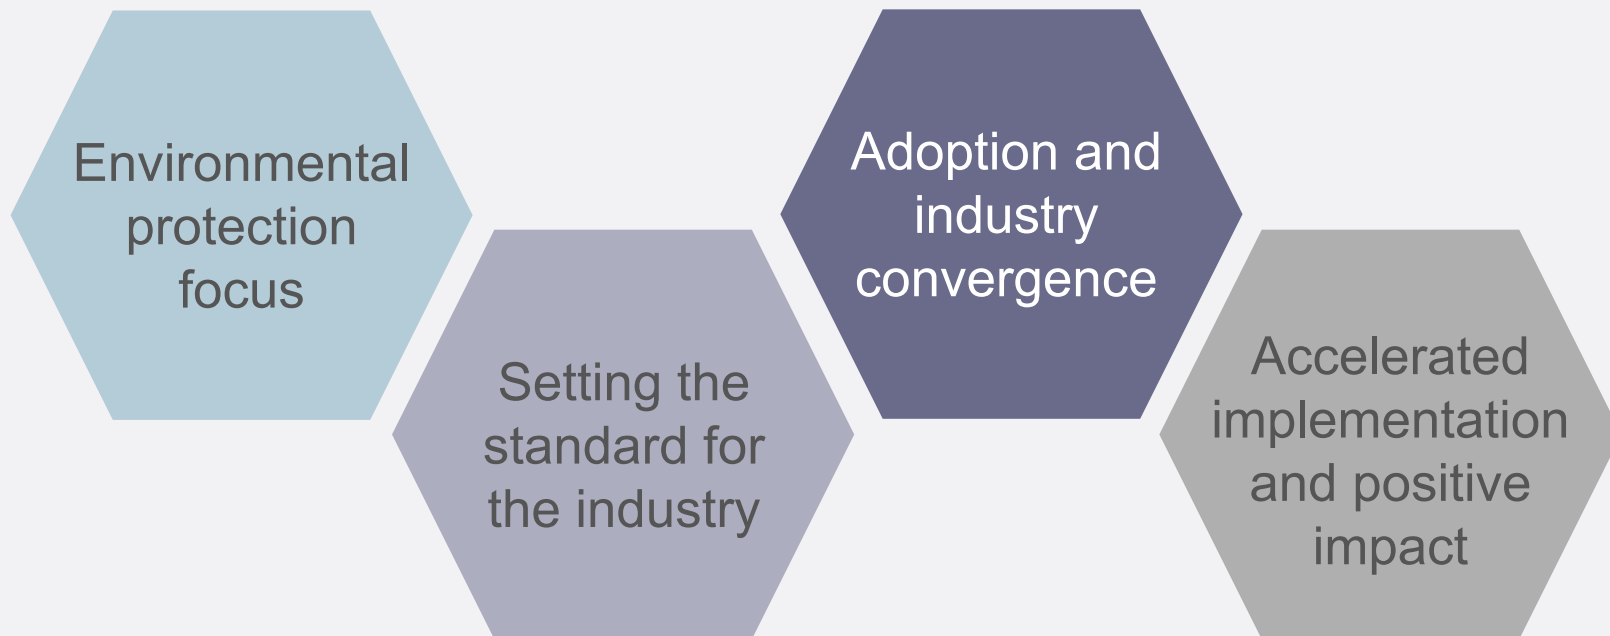 Environmental
protection
focus
Setting the
standard for
the industry
Adoption and
industry
convergence
Accelerated
implementation
and positive
impact